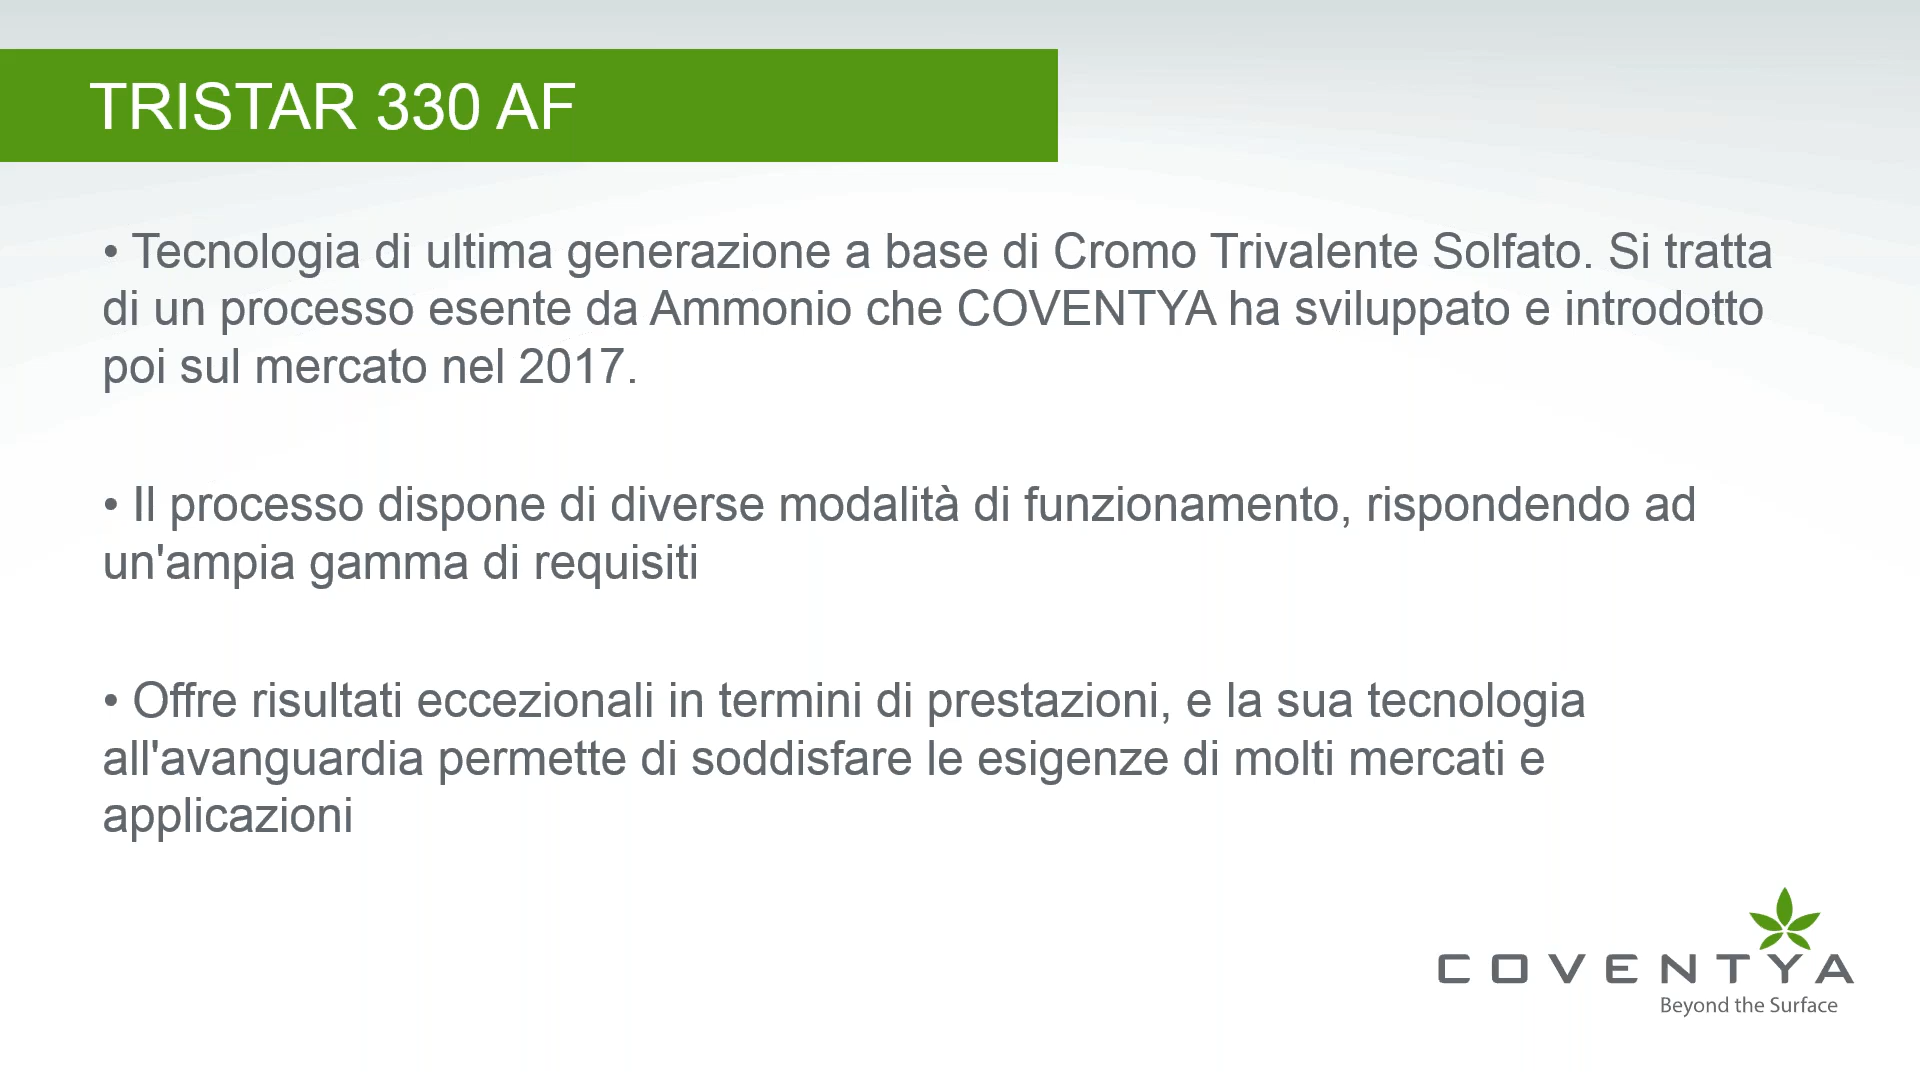 TRISTAR 330 AF
• Tecnologia di ultima generazione a base di Cromo Trivalente Solfato. Si tratta
di un processo esente da Ammonio che COVENTYA ha sviluppato e introdotto
poi sul mercato nel 2017.
• Il processo dispone di diverse modalità di funzionamento, rispondendo ad
un'ampia gamma di requisiti
• Offre risultati eccezionali in termini di prestazioni, e la sua tecnologia
all'avanguardia permette di soddisfare le esigenze di molti mercati e
applicazioni
COVENTYA
Beyond the Surface